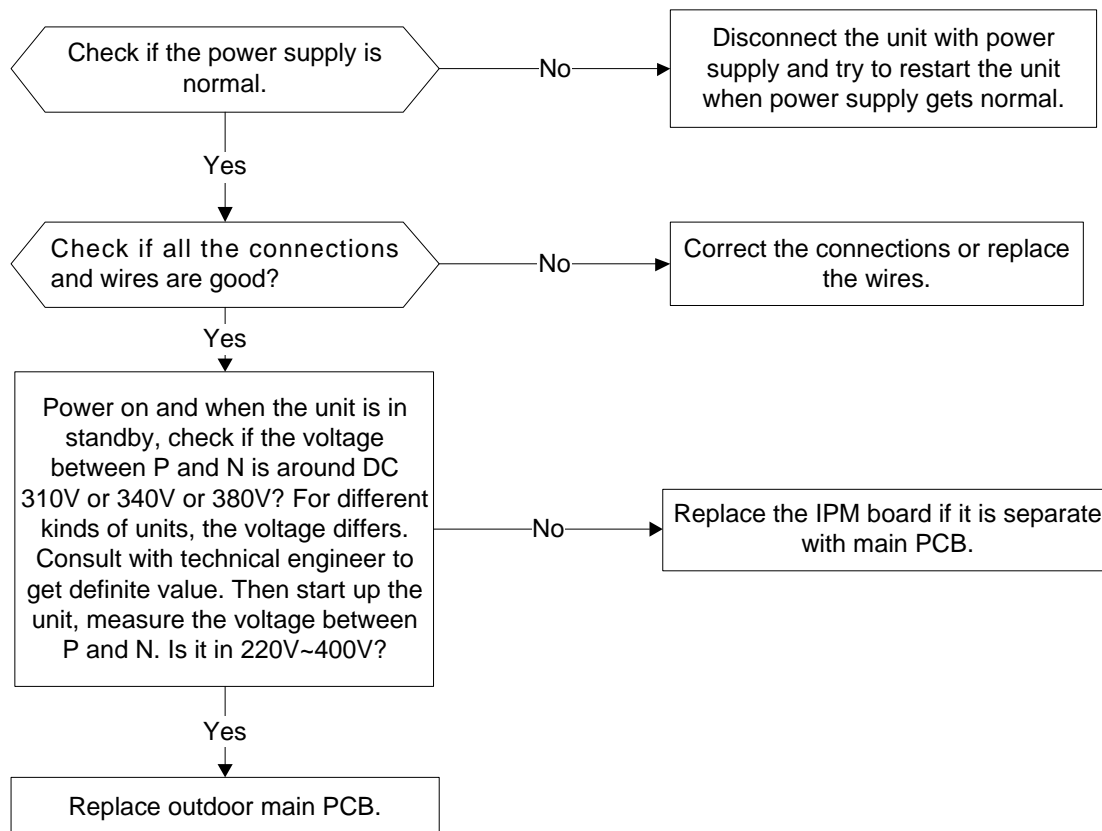 Check if the power supply is
normal.
No
Disconnect the unit with power
supply and try to restart the unit
when power supply gets normal.
Yes
Check if all the connections
and wires are good?
No
Correct the connections or replace
the wires.
Yes
Power on and when the unit is in
standby, check if the voltage
between P and N is around DC
310V or 340V or 380V? For different
kinds of units, the voltage differs.
Consult with technical engineer to
get definite value. Then start up the
unit, measure the voltage between
P and N. Is it in 220V~400V?
No
Replace the IPM board if it is separate
with main PCB.
Yes
Replace outdoor main PCB.